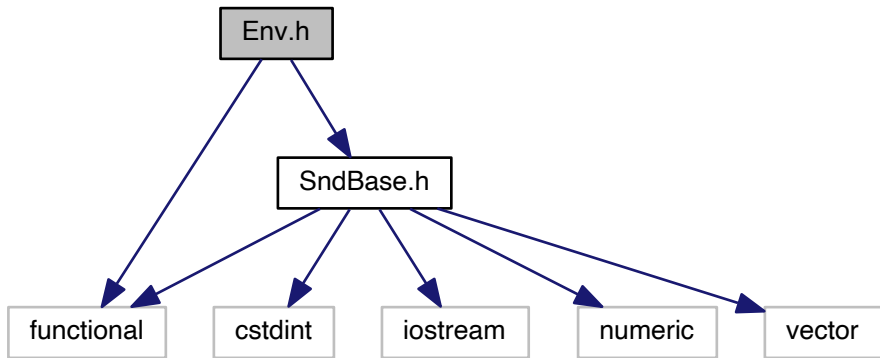 Env.h
SndBase.h
functional
cstdint
iostream
numeric
vector